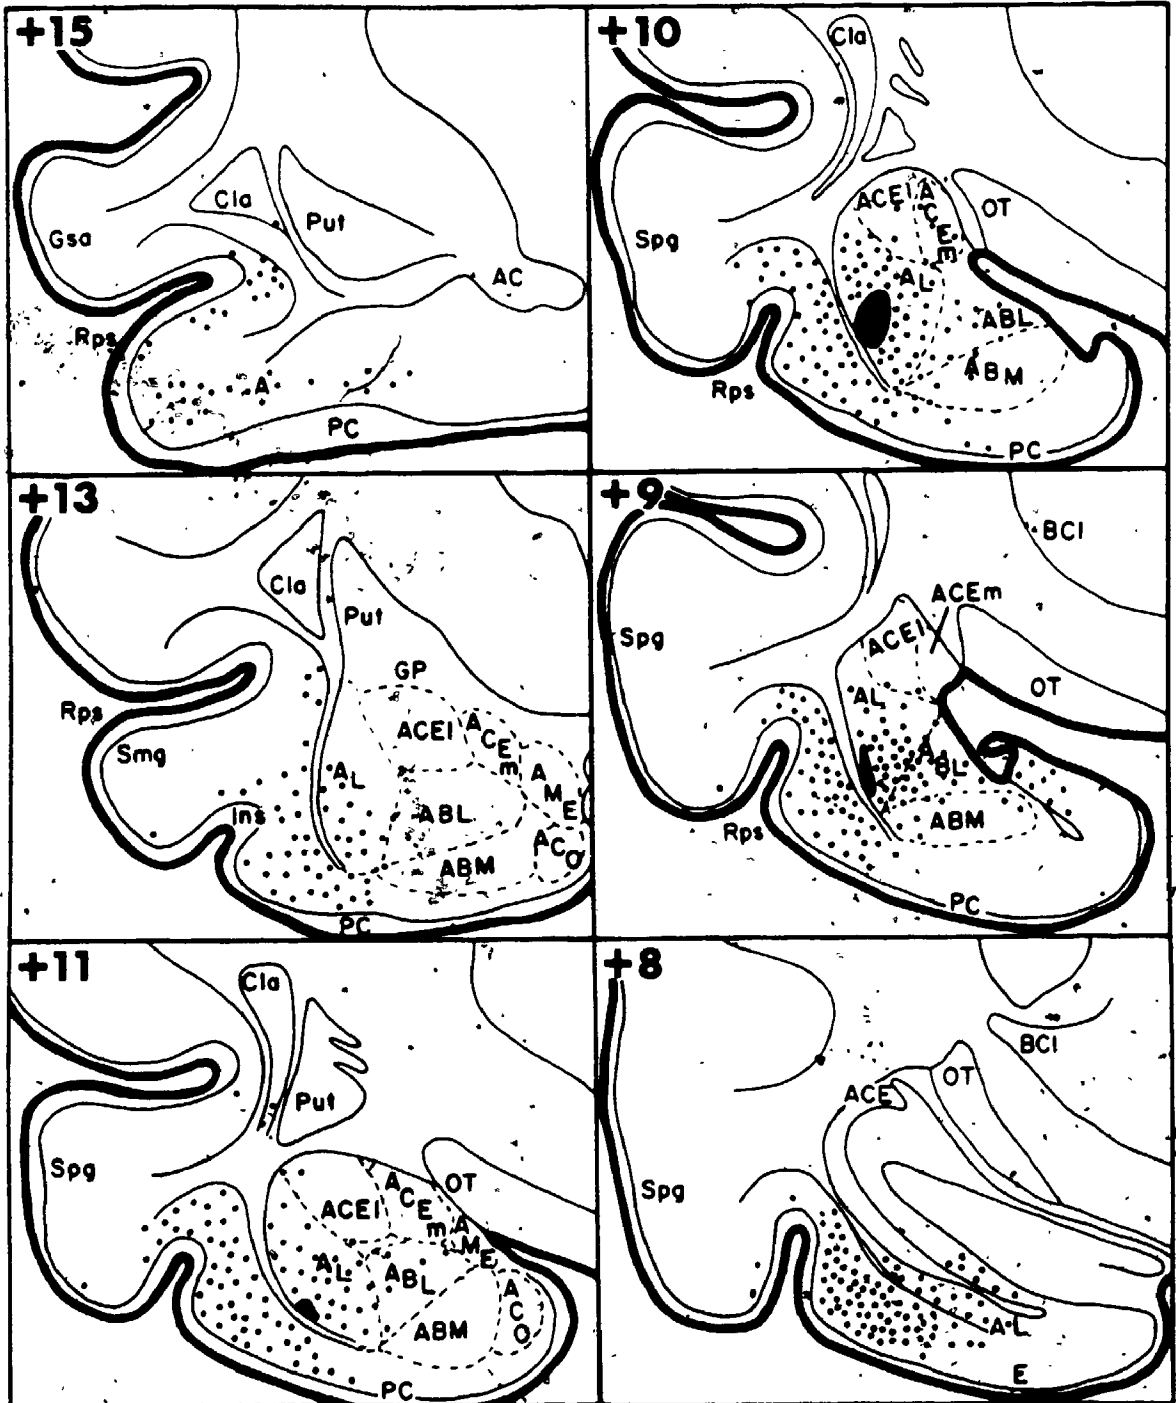 +15
Cla
Put
Gsa
AC
Rps
A
PC
+10
Cla
ACEl
ACEm
OT
Spg
AL
ABL
ABM
Rps
PC
+13
Cla
Put
GP
Rps
ACEl
ACEm
Smg
AL
AME
Ins
ABL
ACO
ABM
PC
+9
BCl
ACEm
Spg
ACEl
OT
AL
ABL
ABM
Rps
PC
+11
Cla
Put
Spg
ACEm
OT
ACEl
AME
AL
ABL
ACO
ABM
PC
+8
BCl
OT
ACE
Spg
AL
E